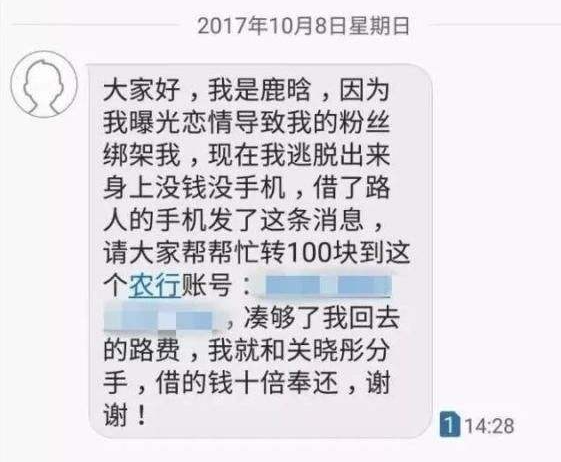 2017年10月8日星期日
大家好，我是鹿晗，因为
我曝光恋情导致我的粉丝
绑架我，现在我逃脱出来
身上没钱没手机，借了路
人的手机发了这条消息，
请大家帮帮忙转100块到这
个农行账号：
，凑够了我回去
的路费，我就和关晓彤分
手，借的钱十倍奉还，谢
谢！
1 14:28